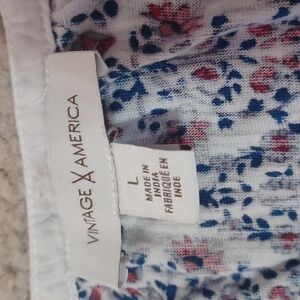 VINTAGE X AMERICA
L
MADE IN
INDIA
FABRIQUÉ EN
INDE